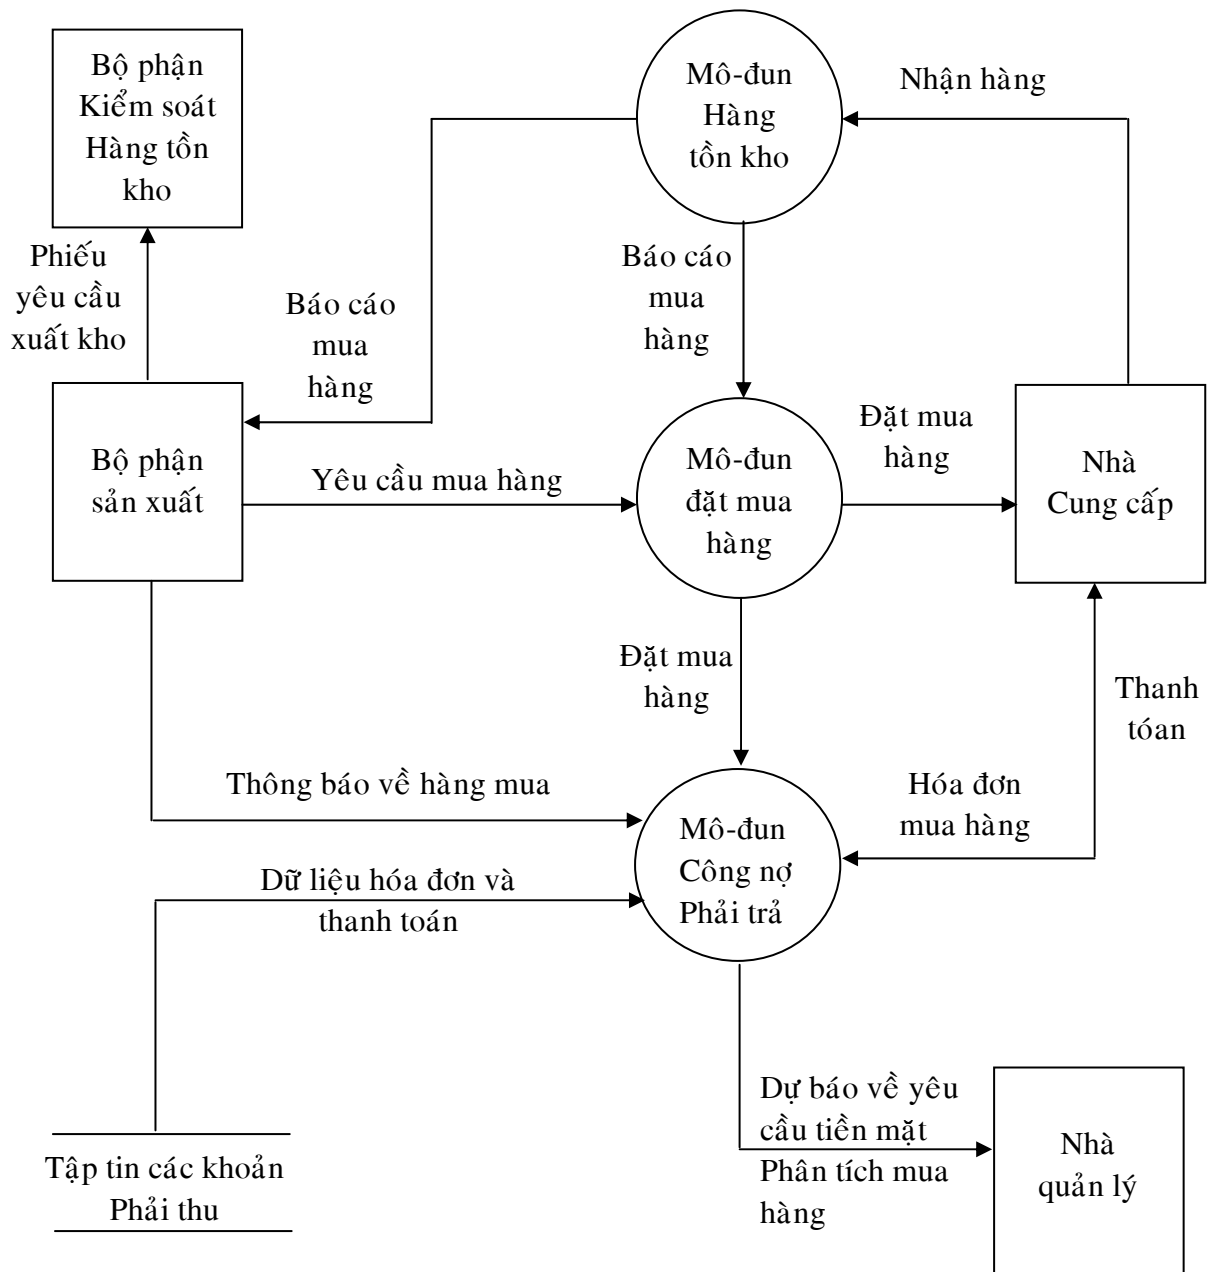 Bộ phận
Kiểm soát
Hàng tồn
kho
Mô-đun
Hàng
tồn kho
Nhận hàng
Phiếu
yêu cầu
xuất kho
Báo cáo
mua
hàng
Báo cáo
mua
hàng
Bộ phận
sản xuất
Yêu cầu mua hàng
Mô-đun
đặt mua
hàng
Đặt mua
hàng
Nhà
Cung cấp
Đặt mua
hàng
Thanh
tóan
Thông báo về hàng mua
Hóa đơn
mua hàng
Mô-đun
Công nợ
Phải trả
Dữ liệu hóa đơn và
thanh toán
Dự báo về yêu
cầu tiền mặt
Phân tích mua
hàng
Nhà
quản lý
Tập tin các khoản
Phải thu